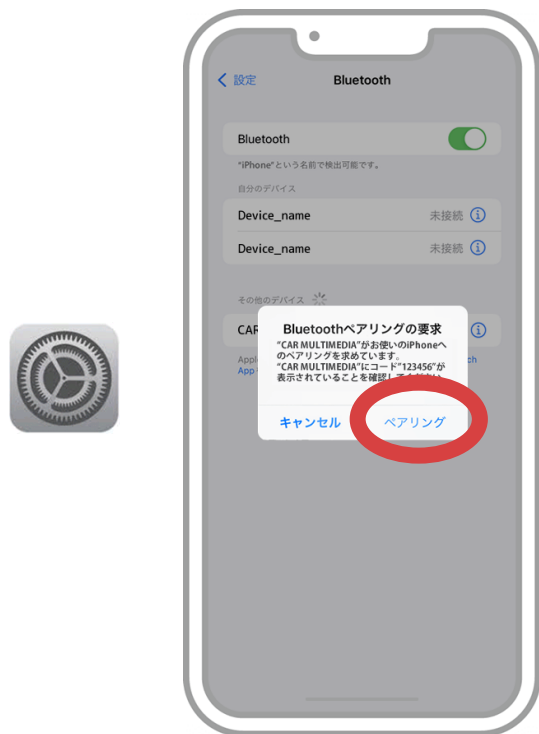 設定
Bluetooth
Bluetooth
“iPhone”という名前で検出可能です。
自分のデバイス
Device_name 未接続
Device_name 未接続
その他のデバイス
CAR
Bluetoothペアリングの要求
“CAR MULTIMEDIA”がお使いのiPhoneへ
のペアリングを求めています。
“CAR MULTIMEDIA”にコード“123456”が
表示されていることを確認して
Appl
ch
App
キャンセル ペアリング